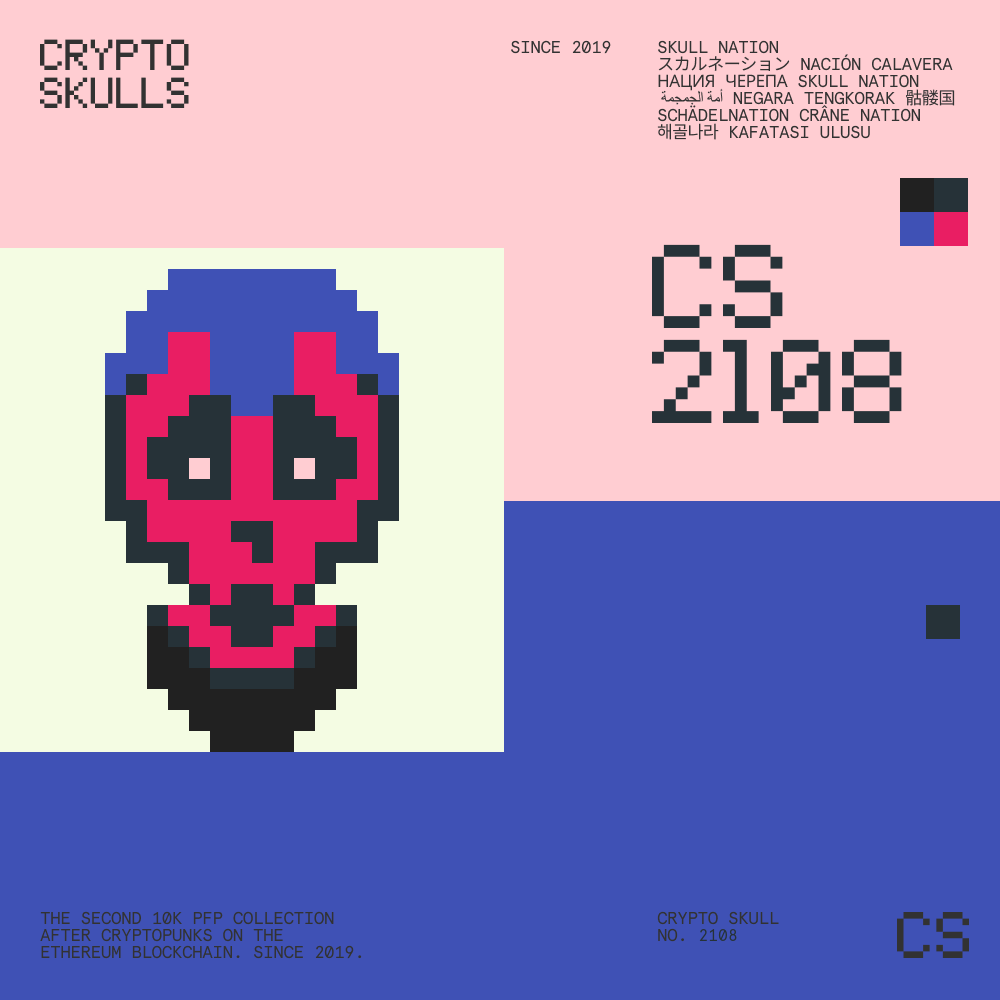 CRYPTO
SKULLS
SINCE 2019
SKULL NATION
スカルネーション NACIÓN CALAVERA
НАЦИЯ ЧЕРЕПА SKULL NATION
أمة الجمجمة NEGARA TENGKORAK 骷髅国
SCHÄDELNATION CRÂNE NATION
해골나라 KAFATASI ULUSU
CS
2108
THE SECOND 10K PFP COLLECTION
AFTER CRYPTOPUNKS ON THE
ETHEREUM BLOCKCHAIN. SINCE 2019.
CRYPTO SKULL
NO. 2108
CS